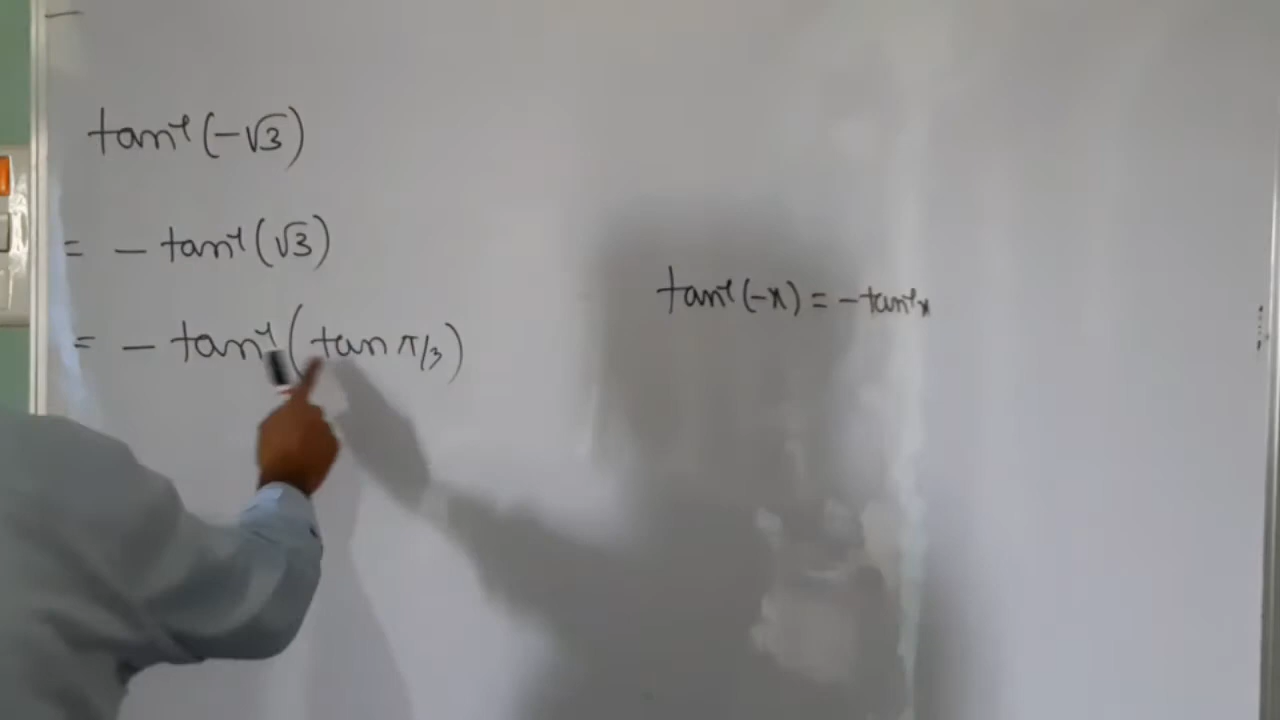 tan⁻¹(-√3)
= - tan⁻¹(√3)
= - tan⁻¹(tan π/3)
tan⁻¹(-x) = -tan⁻¹x